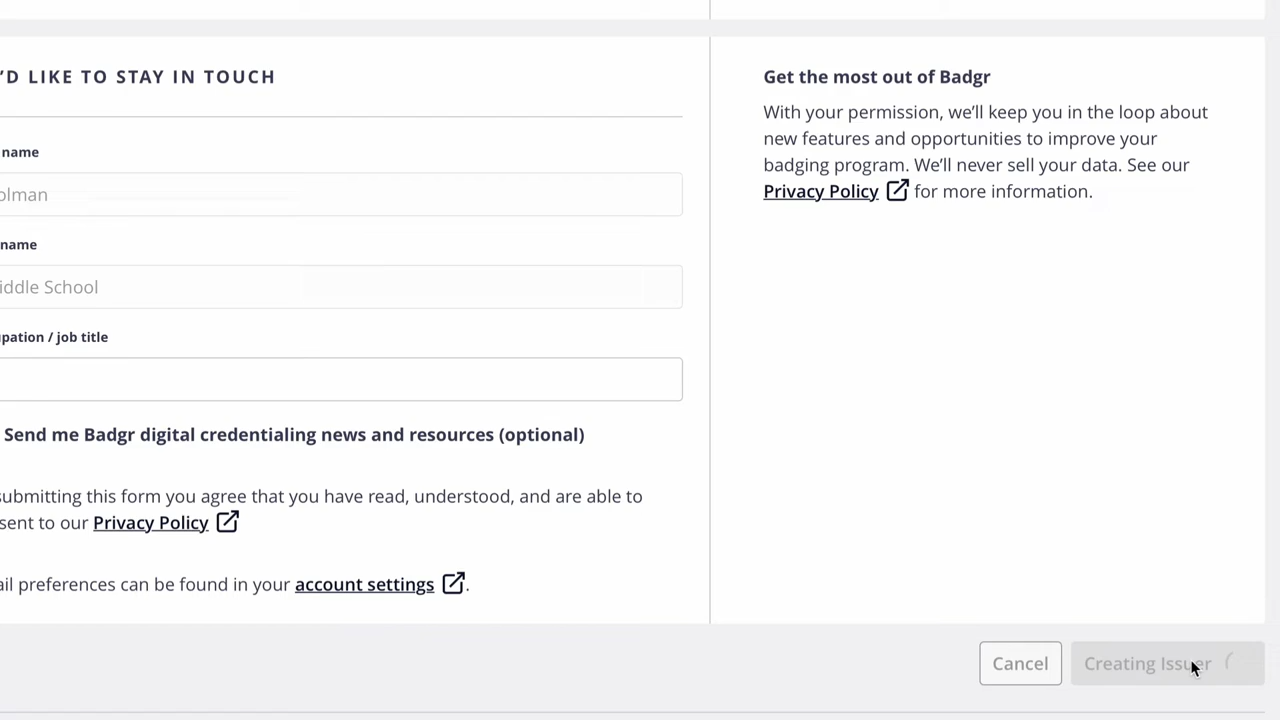 'D LIKE TO STAY IN TOUCH
name
olman
name
iddle School
pation / job title
Send me Badgr digital credentialing news and resources (optional)
submitting this form you agree that you have read, understood, and are able to
sent to our Privacy Policy
ail preferences can be found in your account settings.
Get the most out of Badgr
With your permission, we'll keep you in the loop about
new features and opportunities to improve your
badging program. We'll never sell your data. See our
Privacy Policy for more information.
Cancel
Creating Issuer